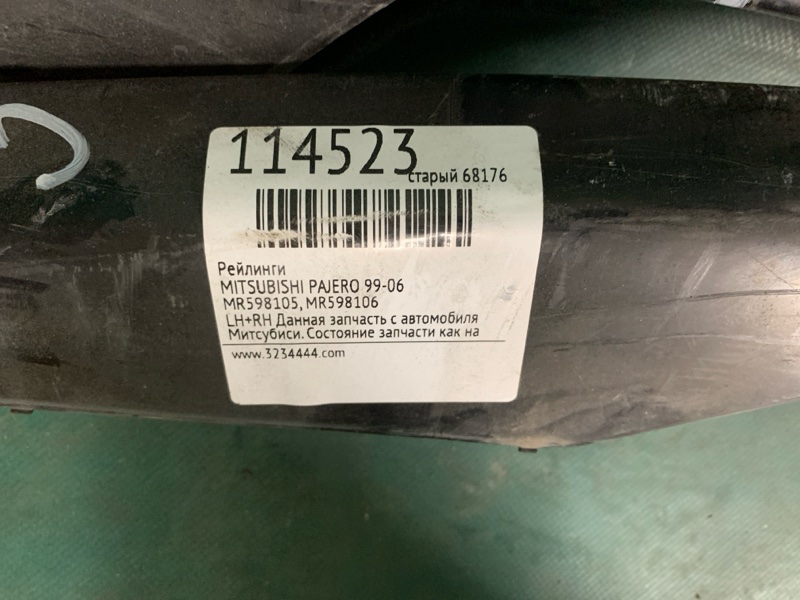 114523
старый 68176
Рейлинги
MITSUBISHI PAJERO 99-06
MR598105, MR598106
LH+RH Данная запчасть с автомобиля
Митсубиси. Состояние запчасти как на
www.3234444.com